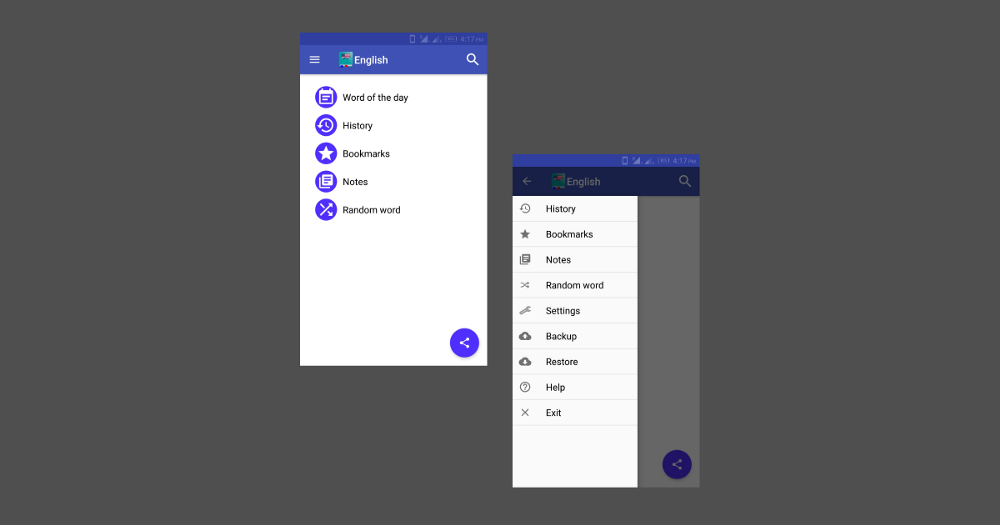 4:17 PM
English
Word of the day
History
Bookmarks
Notes
Random word
4:17 PM
English
History
Bookmarks
Notes
Random word
Settings
Backup
Restore
Help
Exit